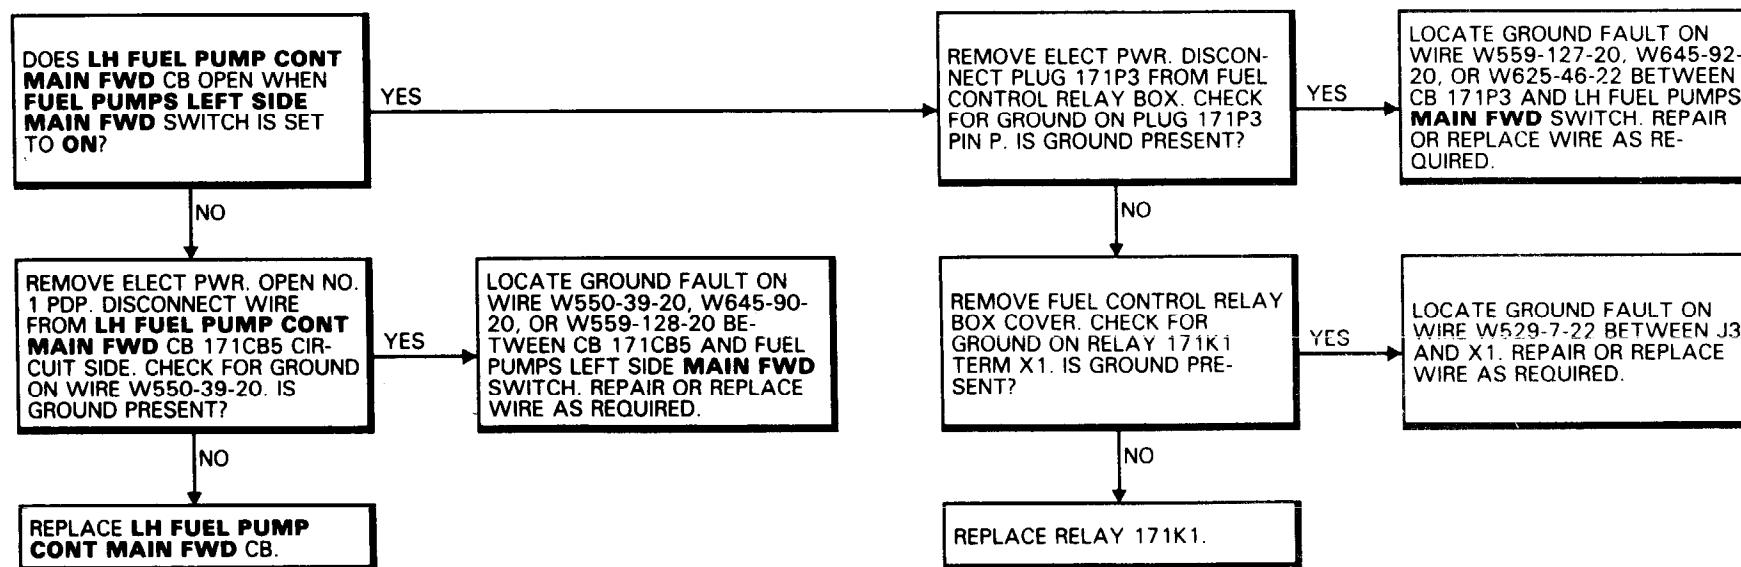 DOES LH FUEL PUMP CONT
MAIN FWD CB OPEN WHEN
FUEL PUMPS LEFT SIDE
MAIN FWD SWITCH IS SET
TO ON?
YES
REMOVE ELECT PWR. DISCON-
NECT PLUG 171P3 FROM FUEL
CONTROL RELAY BOX. CHECK
FOR GROUND ON PLUG 171P3
PIN P. IS GROUND PRESENT?
YES
LOCATE GROUND FAULT ON
WIRE W559-127-20, W645-92-
20, OR W625-46-22 BETWEEN
CB 171P3 AND LH FUEL PUMPS
MAIN FWD SWITCH. REPAIR
OR REPLACE WIRE AS RE-
QUIRED.
NO
NO
REMOVE ELECT PWR. OPEN NO.
1 PDP. DISCONNECT WIRE
FROM LH FUEL PUMP CONT
MAIN FWD CB 171CB5 CIR-
CUIT SIDE. CHECK FOR GROUND
ON WIRE W550-39-20. IS
GROUND PRESENT?
YES
LOCATE GROUND FAULT ON
WIRE W550-39-20, W645-90-
20, OR W559-128-20 BE-
TWEEN CB 171CB5 AND FUEL
PUMPS LEFT SIDE MAIN FWD
SWITCH. REPAIR OR REPLACE
WIRE AS REQUIRED.
REMOVE FUEL CONTROL RELAY
BOX COVER. CHECK FOR
GROUND ON RELAY 171K1
TERM X1. IS GROUND PRE-
SENT?
YES
LOCATE GROUND FAULT ON
WIRE W529-7-22 BETWEEN J3
AND X1. REPAIR OR REPLACE
WIRE AS REQUIRED.
NO
NO
REPLACE LH FUEL PUMP
CONT MAIN FWD CB.
REPLACE RELAY 171K1.